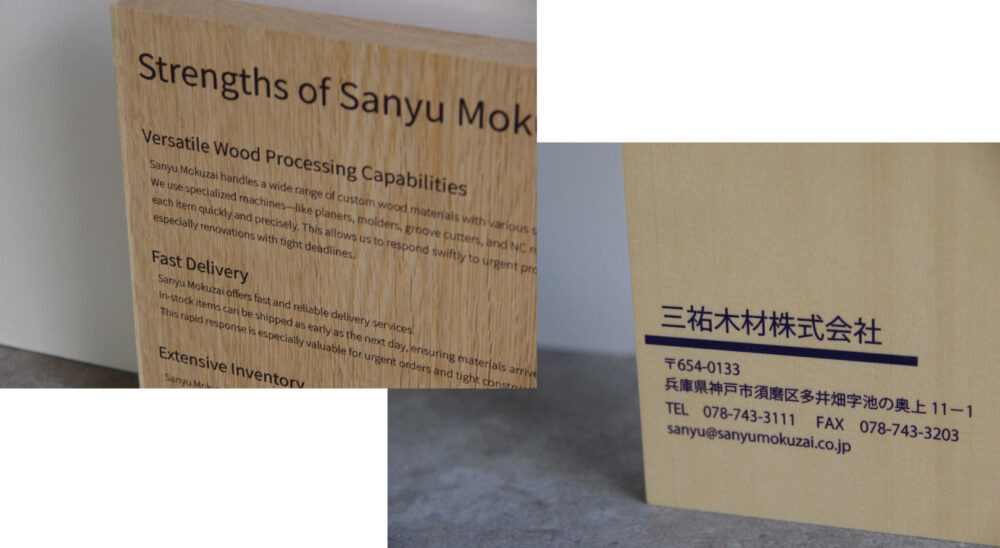 Strengths of Sanyu
Versatile Wood Processing Capabilities
Sanyu Mokuzai handles a wide range of custom wood materials with various
We use specialized machines—like planers, molders, groove cutters, and NC
each item quickly and precisely. This allows us to respond swiftly to urgent
especially renovations with tight deadlines.
Fast Delivery
Sanyu Mokuzai offers fast and reliable delivery services.
In-stock items can be shipped as early as the next day, ensuring materials
This rapid response is especially valuable for urgent orders and tight
Extensive Inventory
Sanyu
三祐木材株式会社
〒654-0133
兵庫県神戸市須磨区多井畑字池の奥上 11－1
TEL 078-743-3111 FAX 078-743-3203
sanyu@sanyumokuzai.co.jp